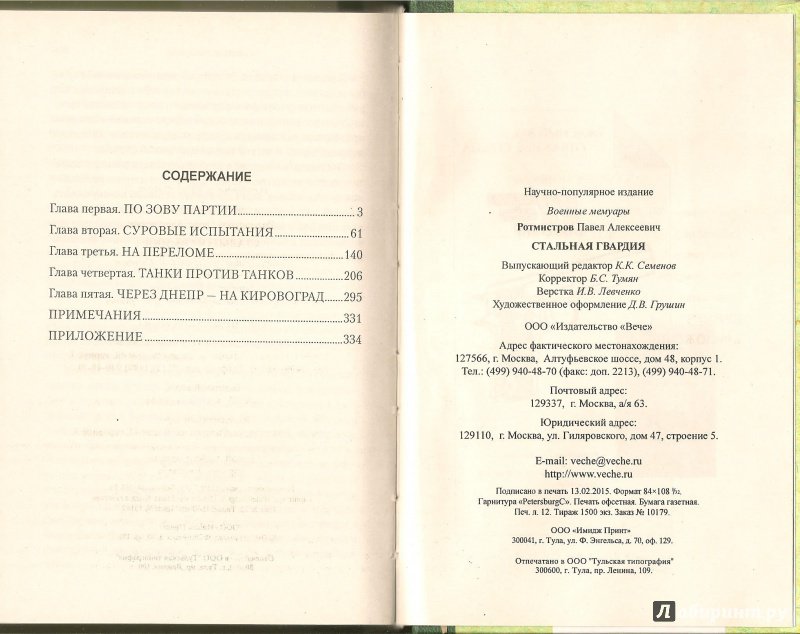 СОДЕРЖАНИЕ
Глава первая. ПО ЗОВУ ПАРТИИ 3
Глава вторая. СУРОВЫЕ ИСПЫТАНИЯ 61
Глава третья. НА ПЕРЕЛОМЕ 140
Глава четвертая. ТАНКИ ПРОТИВ ТАНКОВ 206
Глава пятая. ЧЕРЕЗ ДНЕПР — НА КИРОВОГРАД 295
ПРИМЕЧАНИЯ 331
ПРИЛОЖЕНИЕ 334
Научно-популярное издание
Военные мемуары
Ротмистров Павел Алексеевич
СТАЛЬНАЯ ГВАРДИЯ
Выпускающий редактор К.К. Семенов
Корректор Б.С. Тумян
Верстка И.В. Левченко
Художественное оформление Д.В. Грушин
ООО «Издательство «Вече»
Адрес фактического местонахождения:
127566, г. Москва, Алтуфьевское шоссе, дом 48, корпус 1.
Тел.: (499) 940-48-70 (факс: доп. 2213), (499) 940-48-71.
Почтовый адрес:
129337, г. Москва, а/я 63.
Юридический адрес:
129110, г. Москва, ул. Гиляровского, дом 47, строение 5.
E-mail: veche@veche.ru
http://www.veche.ru
Подписано в печать 13.02.2015. Формат 84×108 1/32.
Гарнитура «PetersburgC». Печать офсетная. Бумага газетная.
Печ. л. 12. Тираж 1500 экз. Заказ № 10179.
ООО «Имидж Принт»
300041, г. Тула, ул. Ф. Энгельса, д. 70, оф. 129.
Отпечатано в ООО "Тульская типография"
300600, г. Тула, пр. Ленина, 109.
Лабиринт.ру